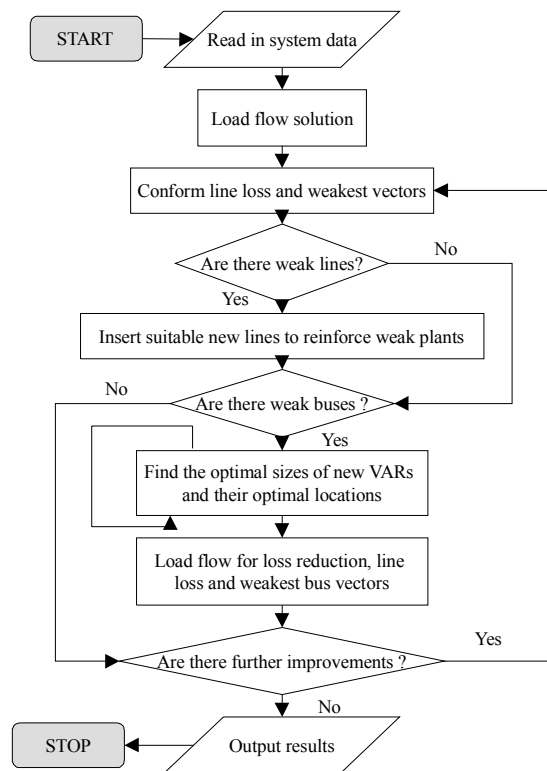 START
Read in system data
Load flow solution
Conform line loss and weakest vectors
Are there weak lines?
No
Yes
Insert suitable new lines to reinforce weak plants
No
Are there weak buses ?
Yes
Find the optimal sizes of new VARs
and their optimal locations
Load flow for loss reduction, line
loss and weakest bus vectors
Are there further improvements ?
Yes
No
STOP
Output results